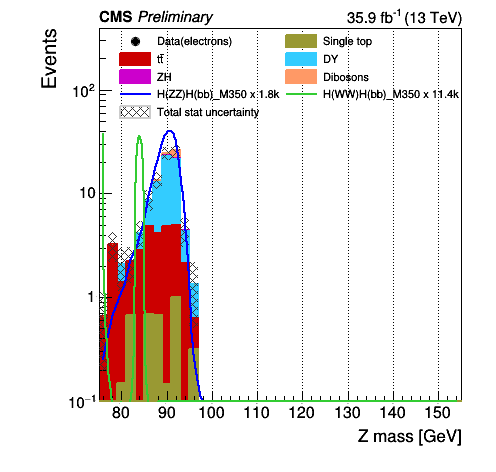 CMS Preliminary 35.9 fb⁻¹ (13 TeV)
Events
Data(electrons) Single top
tt̄ DY
ZH Dibosons
H(ZZ)H(bb)_M350 x 1.8k H(WW)H(bb)_M350 x 11.4k
Total stat uncertainty
10²
10
1
10⁻¹
80 90 100 110 120 130 140 150
Z mass [GeV]